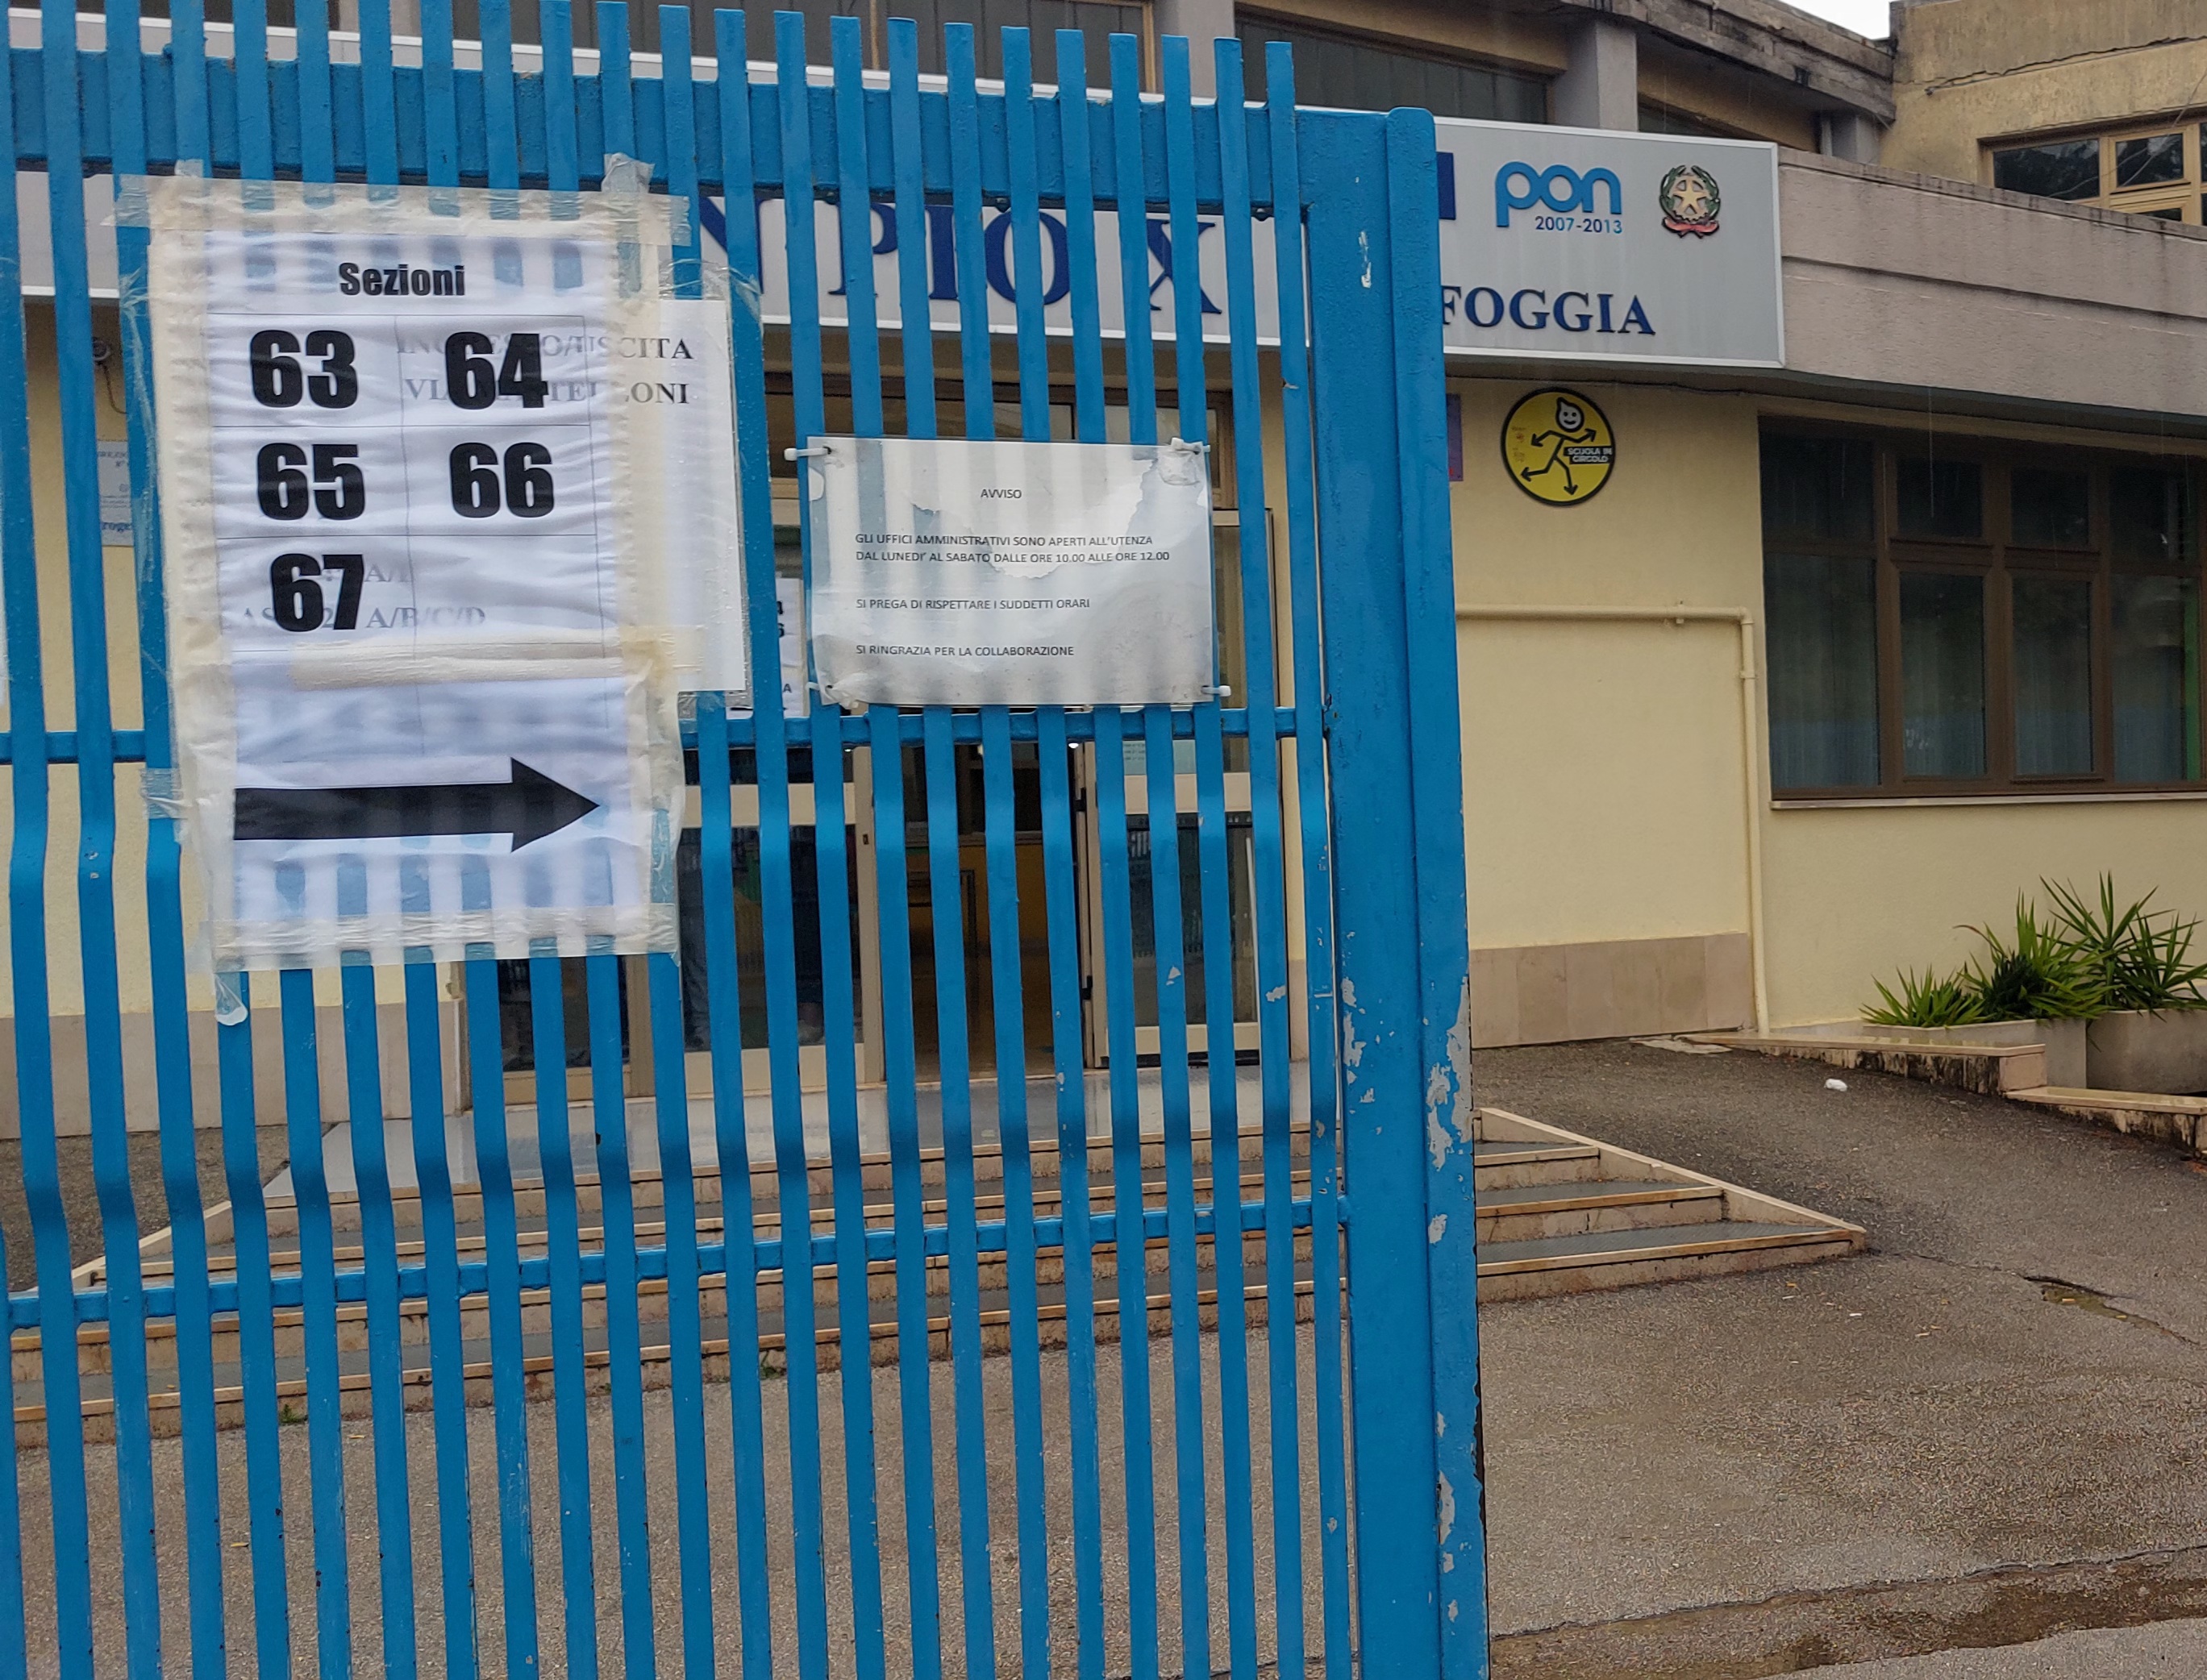 Sezioni
63 64
65 66
67
SCITA
ONI
A/B/C/D
AVVISO
GLI UFFICI AMMINISTRATIVI SONO APERTI ALL'UTENZA
DAL LUNEDI' AL SABATO DALLE ORE 10.00 ALLE ORE 12.00
SI PREGA DI RISPETTARE I SUDDETTI ORARI
SI RINGRAZIA PER LA COLLABORAZIONE
N PIO X
pon
2007-2013
FOGGIA
SCUOLA IN
CIRCOLO